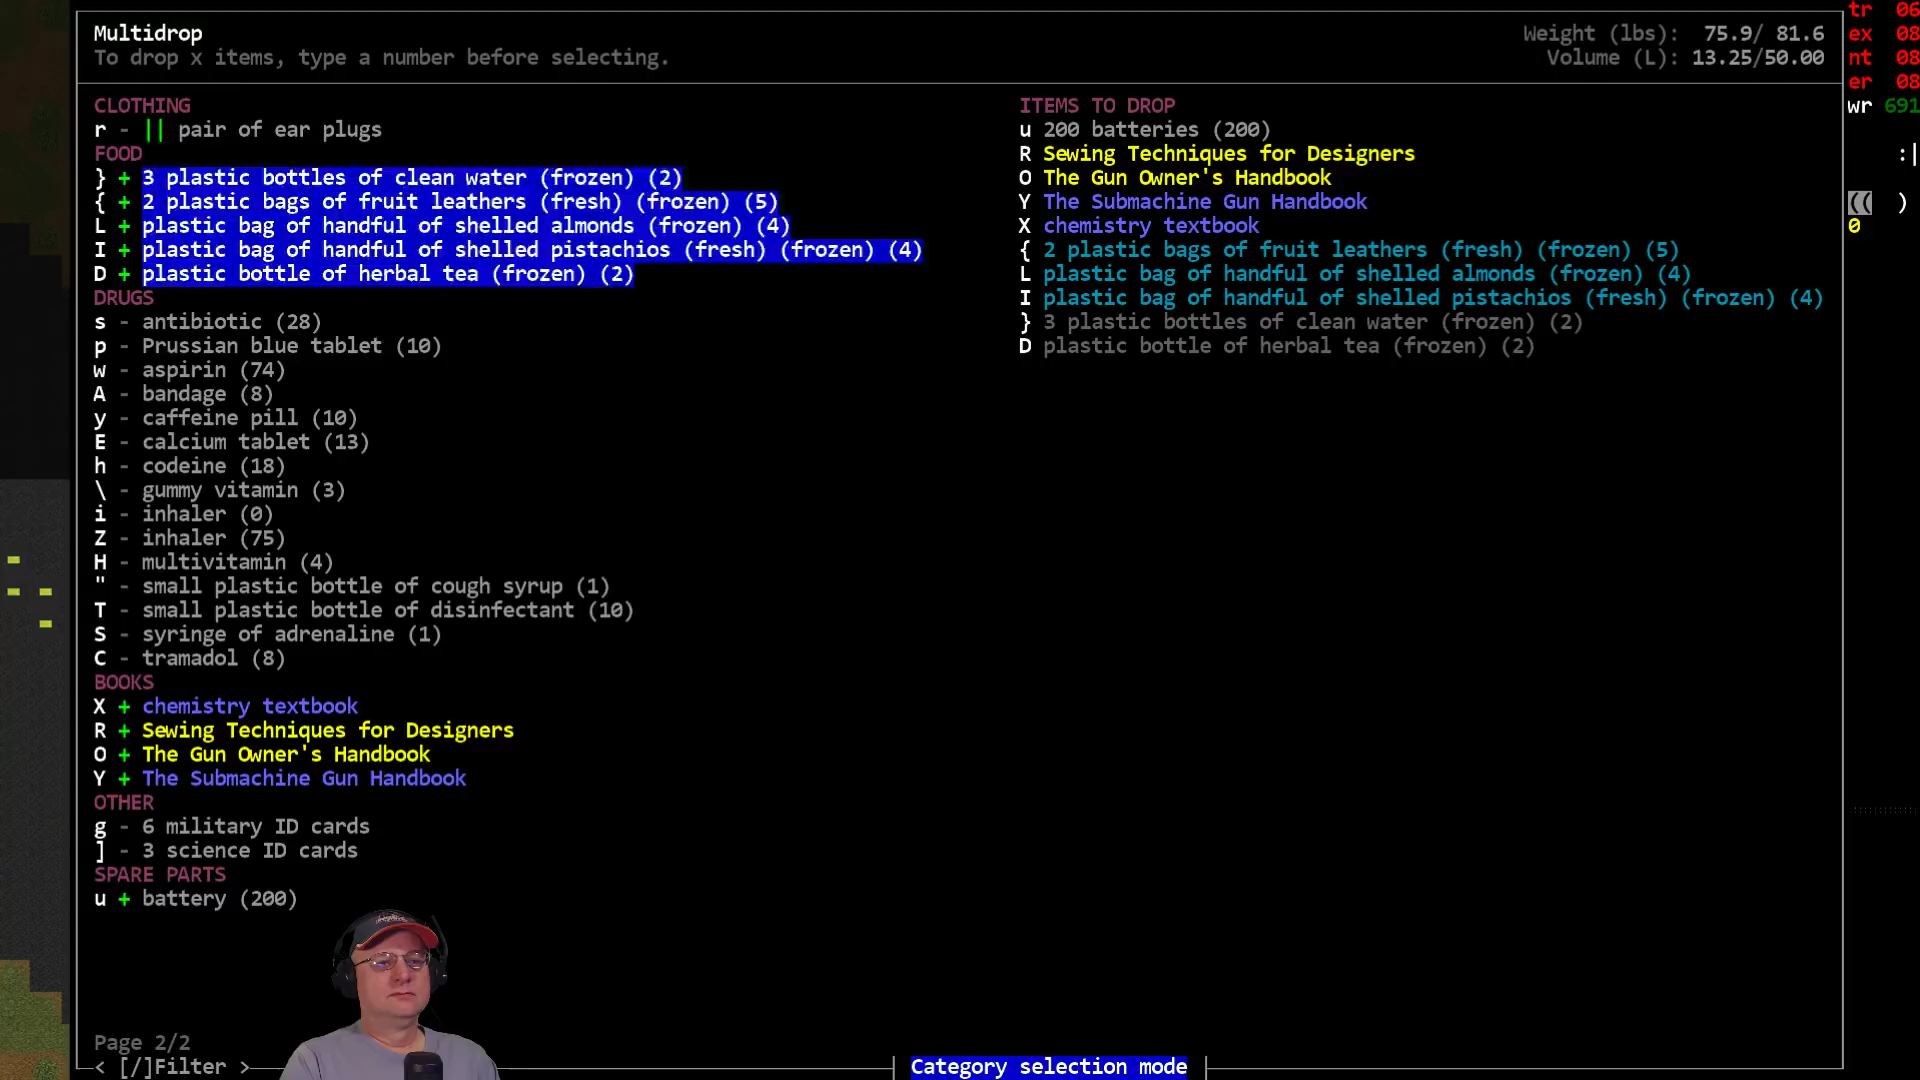 Multidrop
To drop x items, type a number before selecting.
Weight (lbs): 75.9/ 81.6
Volume (L): 13.25/50.00
CLOTHING
r - || pair of ear plugs
FOOD
} + 3 plastic bottles of clean water (frozen) (2)
{ + 2 plastic bags of fruit leathers (fresh) (frozen) (5)
L + plastic bag of handful of shelled almonds (frozen) (4)
I + plastic bag of handful of shelled pistachios (fresh) (frozen) (4)
D + plastic bottle of herbal tea (frozen) (2)
DRUGS
s - antibiotic (28)
p - Prussian blue tablet (10)
w - aspirin (74)
A - bandage (8)
y - caffeine pill (10)
E - calcium tablet (13)
h - codeine (18)
\ - gummy vitamin (3)
i - inhaler (0)
Z - inhaler (75)
H - multivitamin (4)
" - small plastic bottle of cough syrup (1)
T - small plastic bottle of disinfectant (10)
S - syringe of adrenaline (1)
C - tramadol (8)
BOOKS
X + chemistry textbook
R + Sewing Techniques for Designers
O + The Gun Owner's Handbook
Y + The Submachine Gun Handbook
OTHER
g - 6 military ID cards
] - 3 science ID cards
SPARE PARTS
u + battery (200)
Page 2/2
< [/]Filter >
Category selection mode
ITEMS TO DROP
u 200 batteries (200)
R Sewing Techniques for Designers
O The Gun Owner's Handbook
Y The Submachine Gun Handbook
X chemistry textbook
{ 2 plastic bags of fruit leathers (fresh) (frozen) (5)
L plastic bag of handful of shelled almonds (frozen) (4)
I plastic bag of handful of shelled pistachios (fresh) (frozen) (4)
} 3 plastic bottles of clean water (frozen) (2)
D plastic bottle of herbal tea (frozen) (2)
tr 06
ex 08
nt 08
er 08
wr 691
:|
(( )
0